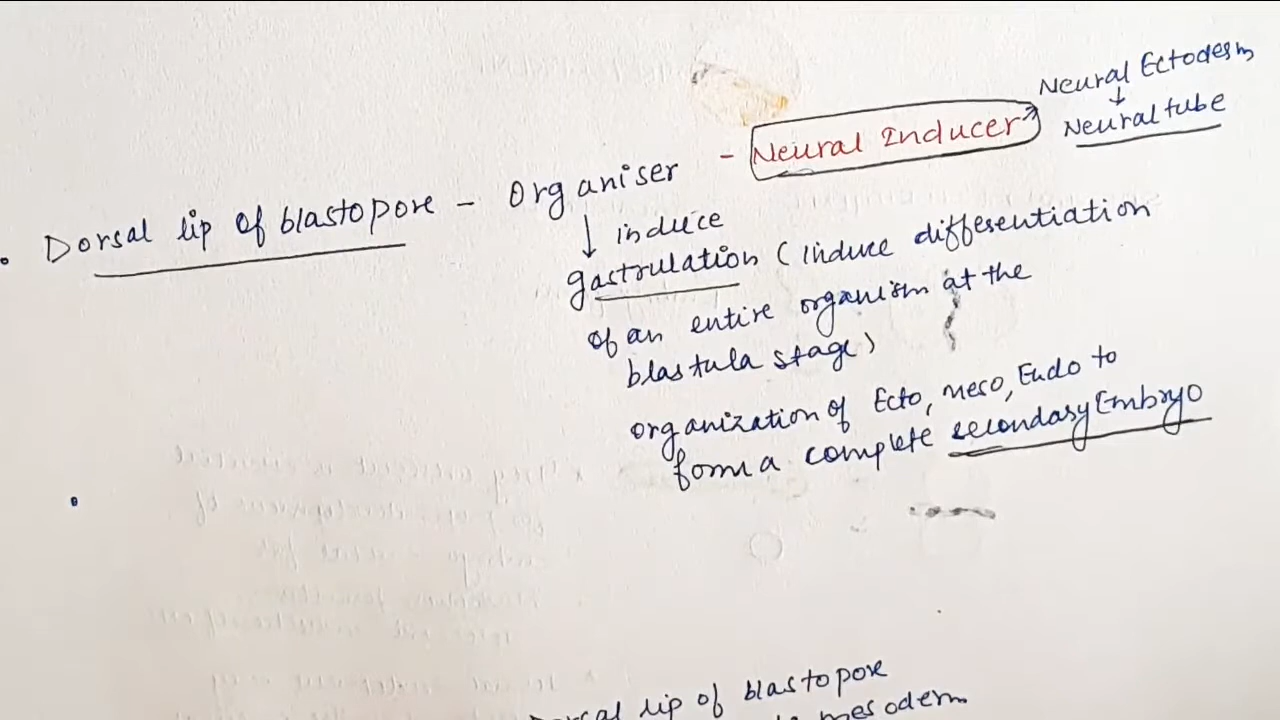 Neural Ectoderm
↓
Neural tube
• Dorsal lip of blastopore - Organiser - Neural Inducer
↓ induce
gastrulation (induce differentiation
of an entire organism at the
blastula stage)
organization of Ecto, meso, Endo to
form a complete secondary Embryo
•
lip of blastopore
mesoderm